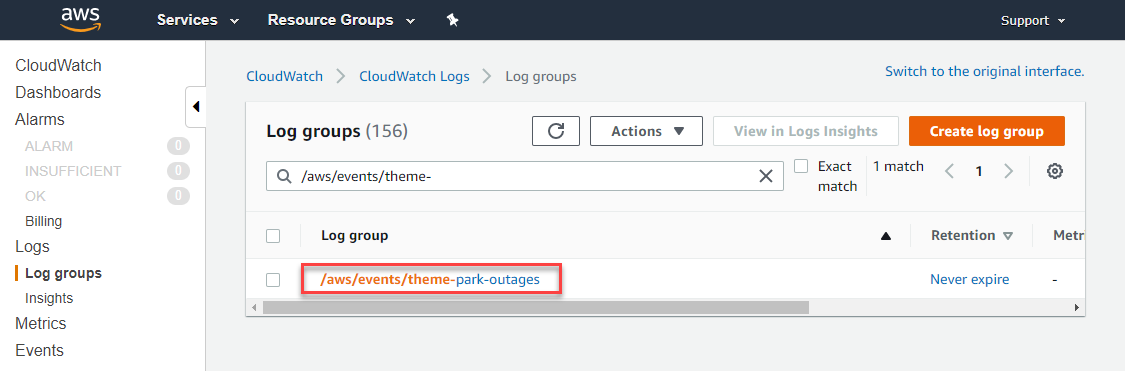 aws
Services
Resource Groups
Support
CloudWatch
Dashboards
Alarms
ALARM 0
INSUFFICIENT 0
OK 0
Billing
Logs
Log groups
Insights
Metrics
Events
CloudWatch > CloudWatch Logs > Log groups
Switch to the original interface.
Log groups (156)
Actions
View in Logs Insights
Create log group
/aws/events/theme-
Exact
match
1 match
1
Log group
Retention
Metri
/aws/events/theme-park-outages
Never expire
-